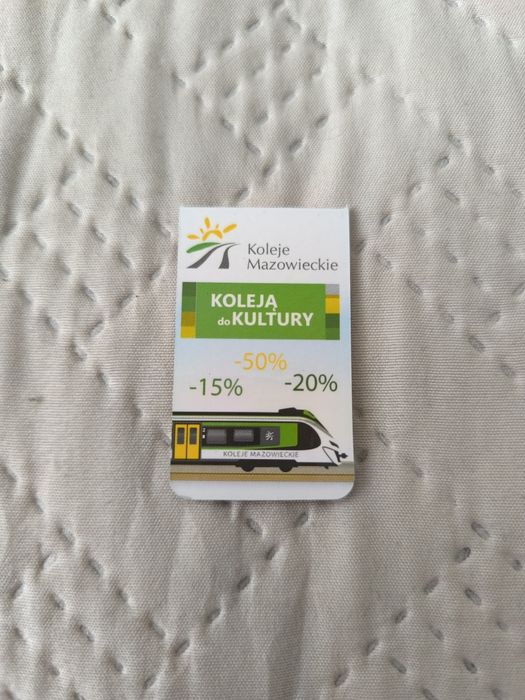 Koleje
Mazowieckie
KOLEJĄ
do KULTURY
-50%
-15%
-20%
KOLEJE MAZOWIECKIE